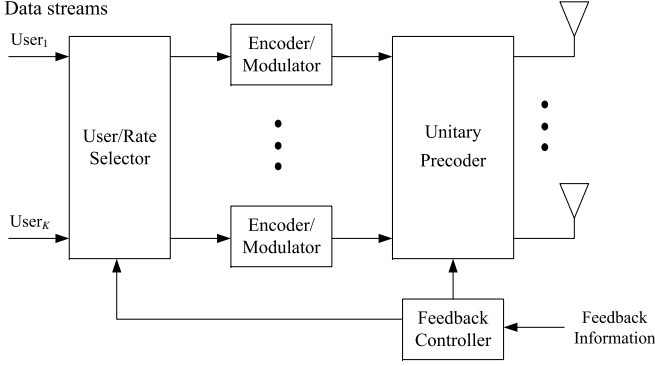 Data streams
User1
UserK
User/Rate
Selector
Encoder/
Modulator
Encoder/
Modulator
Unitary
Precoder
Feedback
Controller
Feedback
Information